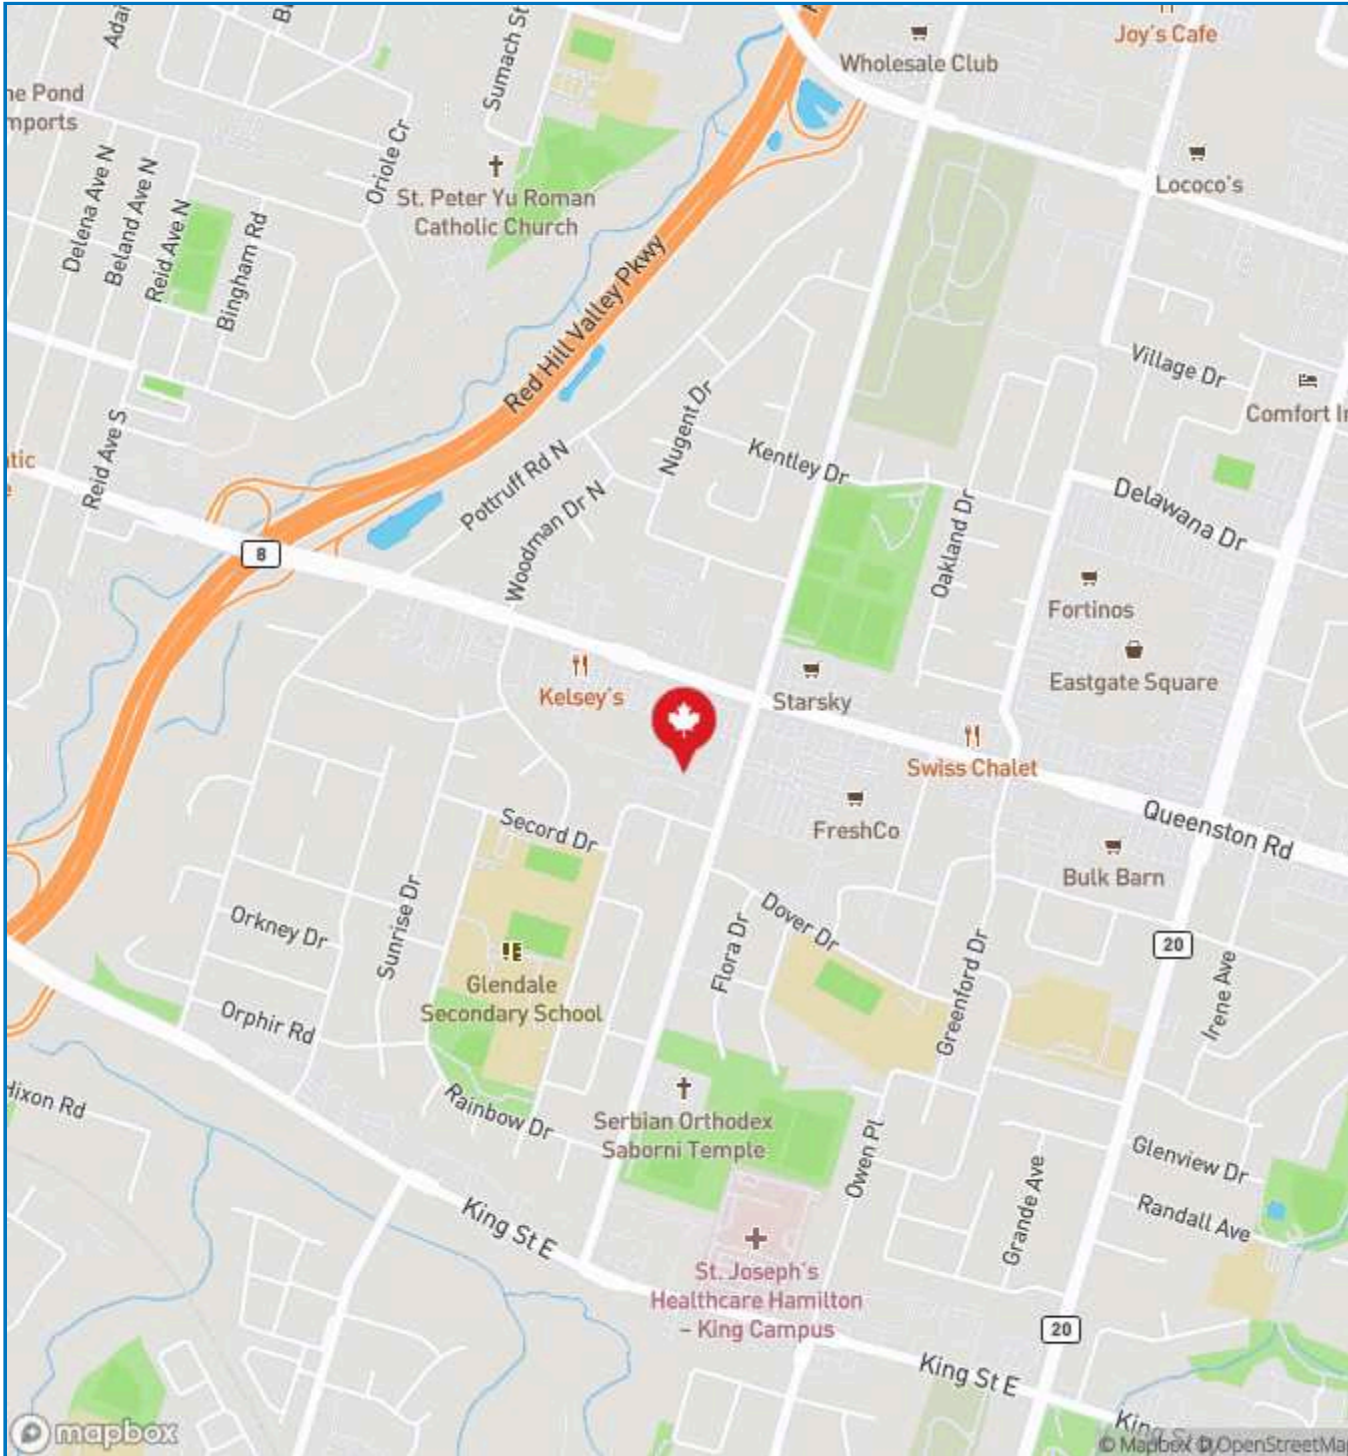 Adai
Sumach St
Joy's Cafe
Wholesale Club
ne Pond
mports
Oriole Cr
Lococo's
St. Peter Yu Roman
Catholic Church
Delena Ave N
Beland Ave N
Reid Ave N
Bingham Rd
Red Hill Valley Pkwy
Village Dr
Comfort I
Nugent Dr
Kentley Dr
Reid Ave S
tic
e
Pottruff Rd N
Woodman Dr N
Delawana Dr
Oakland Dr
8
Fortinos
Eastgate Square
Kelsey's
Starsky
Swiss Chalet
Queenston Rd
FreshCo
Secord Dr
Bulk Barn
Orkney Dr
Sunrise Dr
Dover Dr
Flora Dr
20
Greenford Dr
Irene Ave
Glendale
Secondary School
Orphir Rd
Hixon Rd
Rainbow Dr
Serbian Orthodex
Saborni Temple
Owen Pl
Glenview Dr
Grande Ave
Randall Ave
King St E
St. Joseph's
Healthcare Hamilton
– King Campus
20
King St E
King St
mapbox
© Mapbox © OpenStreetMa